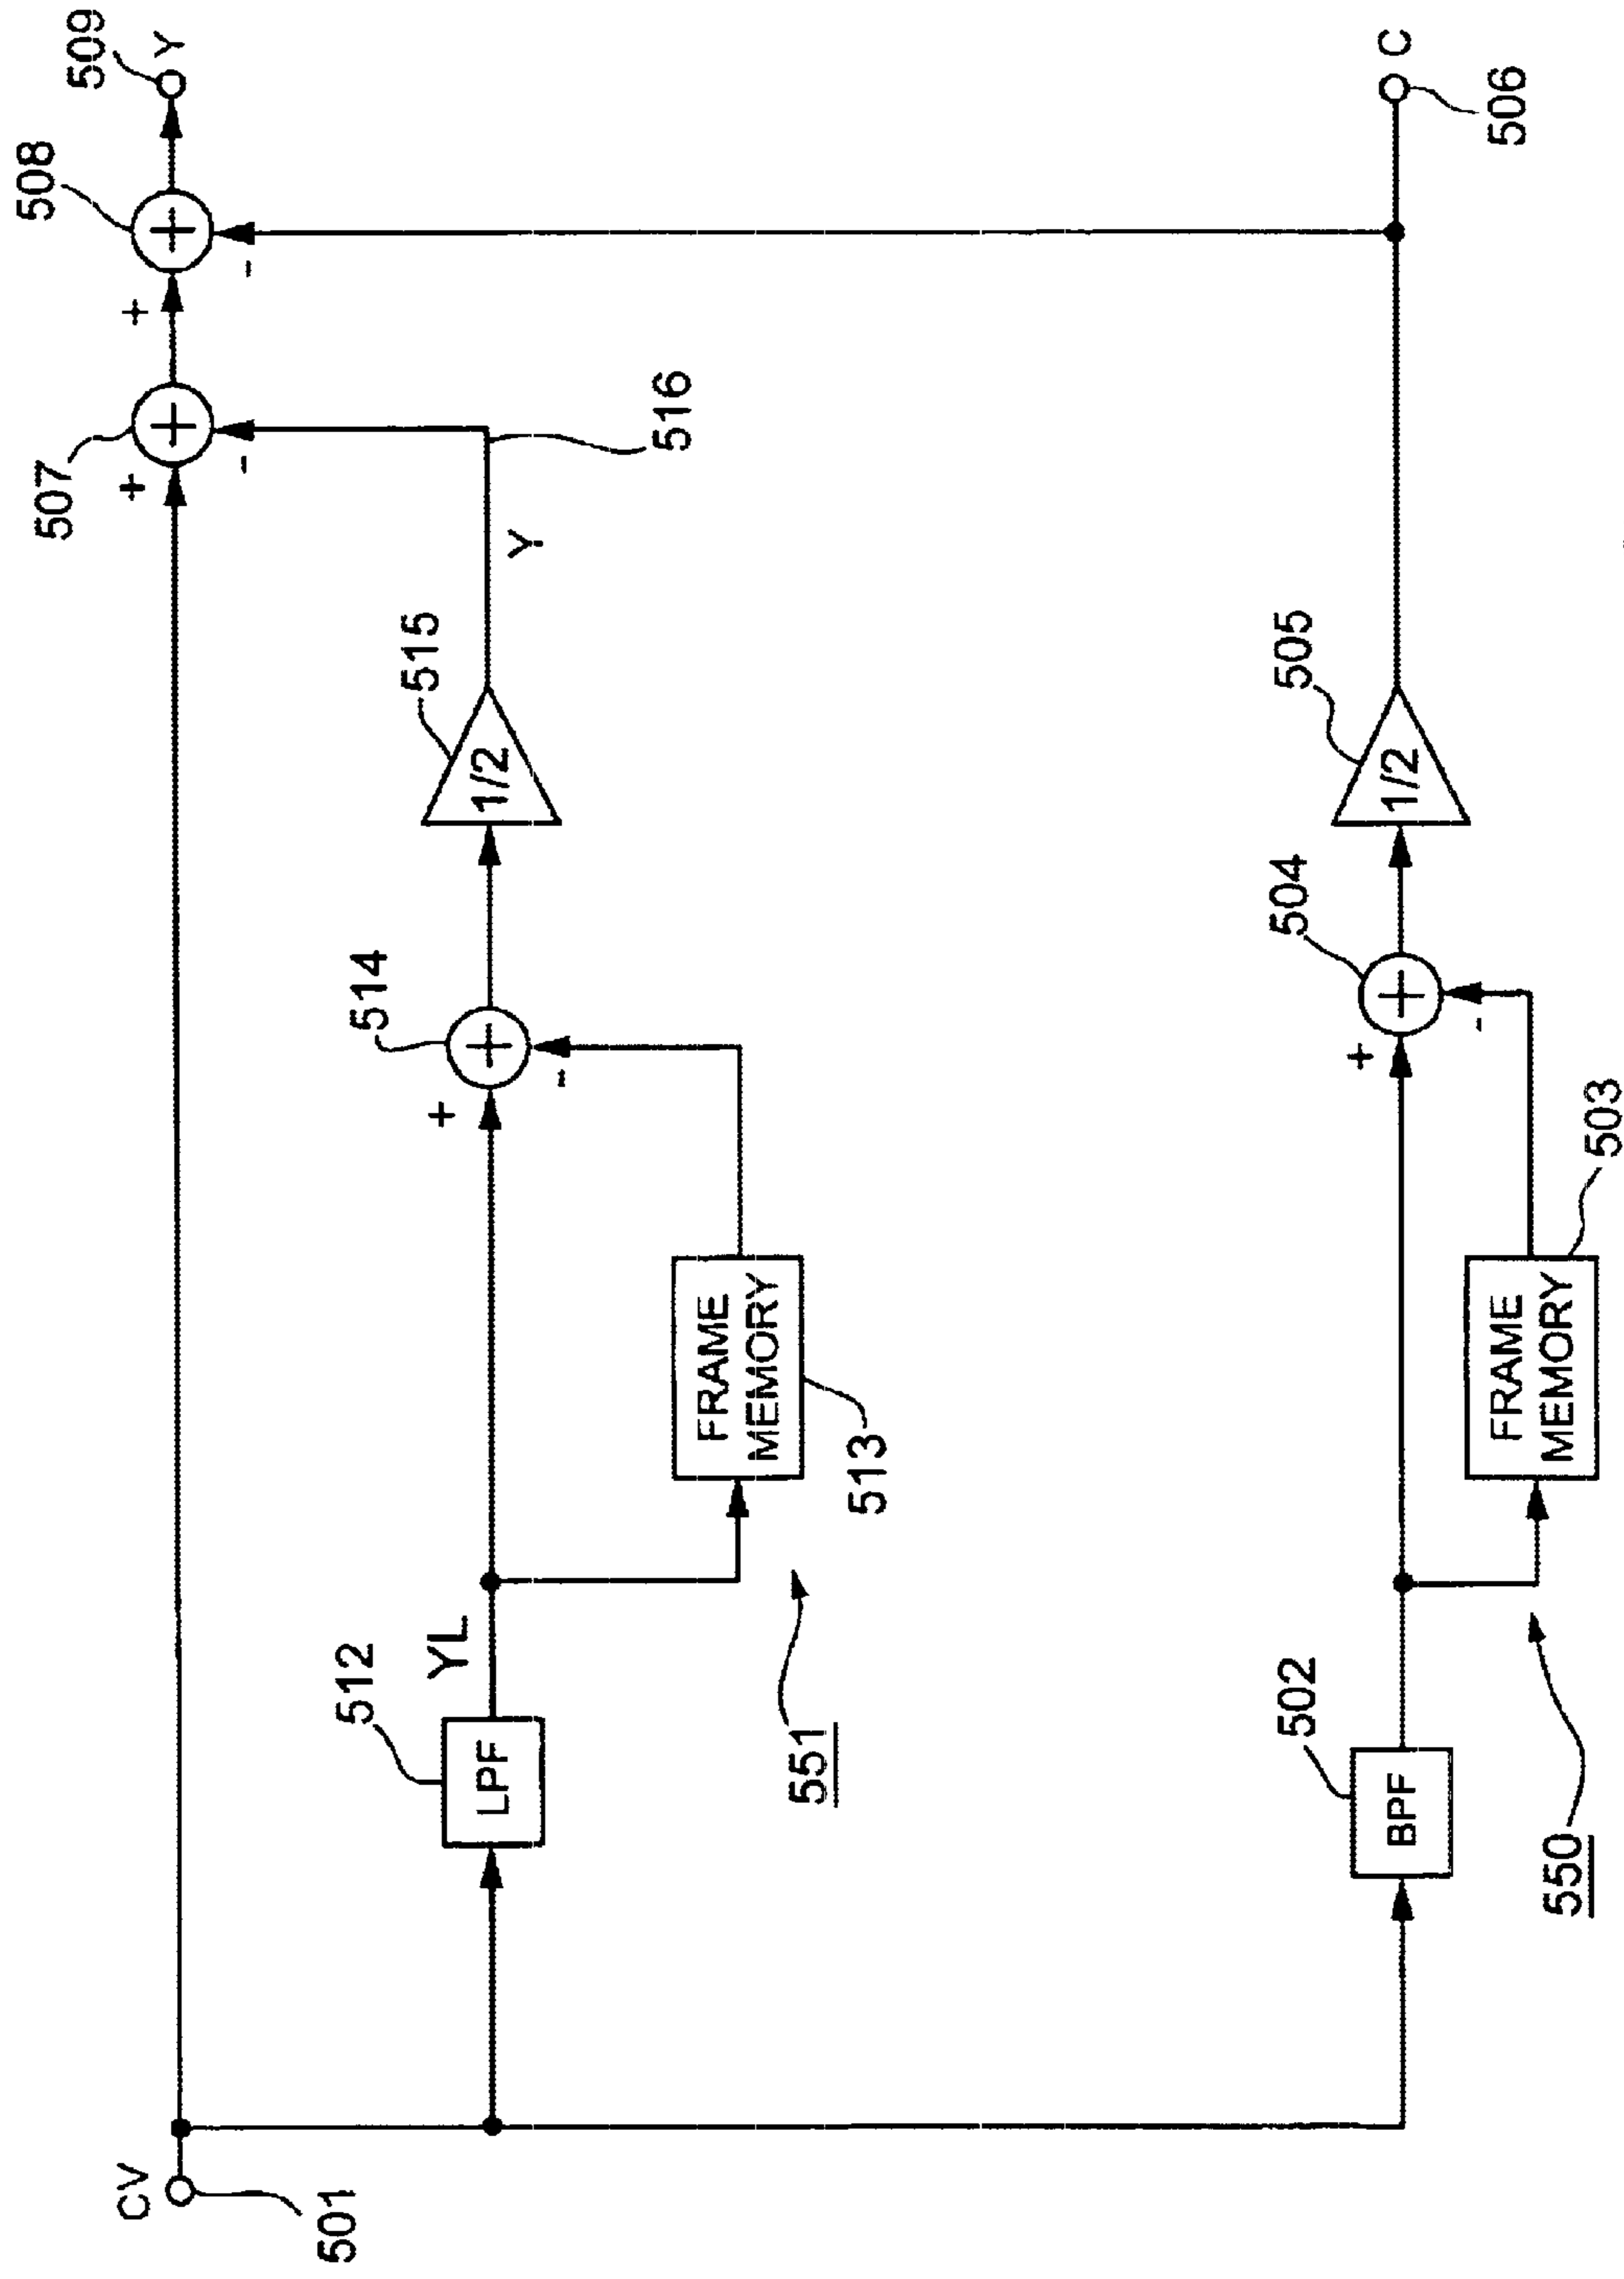 CV
501
507
+
-
508
+
-
509
Y
512
LPF
YL
551
FRAME
MEMORY
513
514
+
-
515
1/2
Y
516
502
BPF
550
FRAME
MEMORY
503
504
+
-
505
1/2
C
506